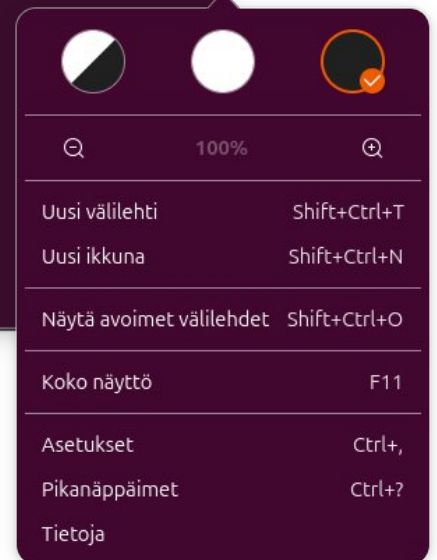 100%
Uusi välilehti Shift+Ctrl+T
Uusi ikkuna Shift+Ctrl+N
Näytä avoimet välilehdet Shift+Ctrl+O
Koko näyttö F11
Asetukset Ctrl+,
Pikanäppäimet Ctrl+?
Tietoja